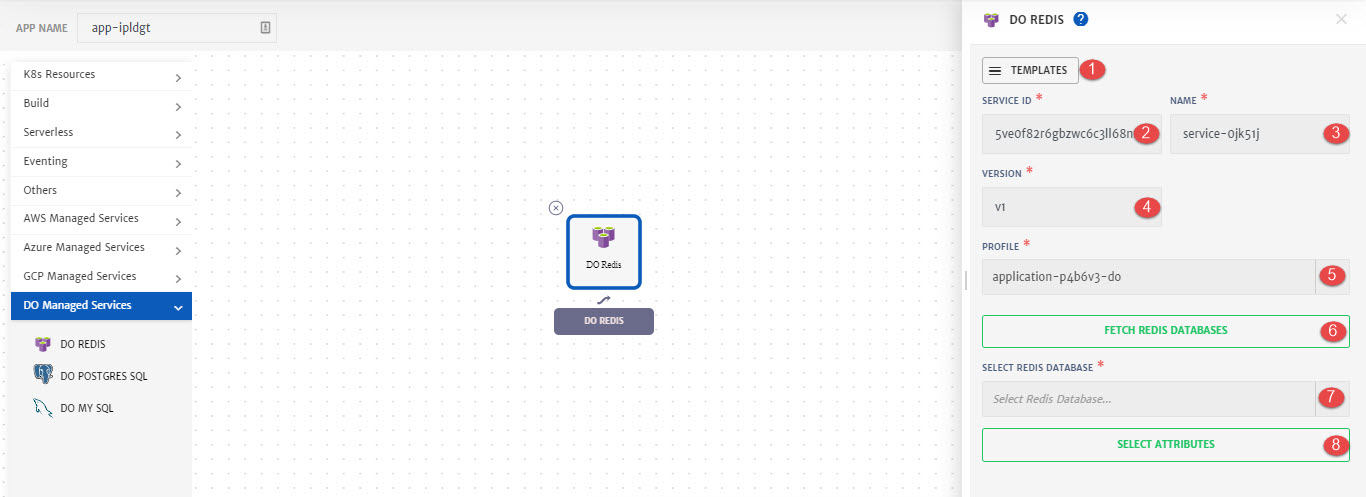 APP NAME
app-ipldgt
K8s Resources
Build
Serverless
Eventing
Others
AWS Managed Services
Azure Managed Services
GCP Managed Services
DO Managed Services
DO REDIS
DO POSTGRES SQL
DO MY SQL
DO Redis
DO REDIS
DO REDIS ?
TEMPLATES 1
SERVICE ID * NAME *
5ve0f82r6gbzwc6c3ll68n 2 service-0jk51j 3
VERSION *
v1 4
PROFILE *
application-p4b6v3-do 5
FETCH REDIS DATABASES 6
SELECT REDIS DATABASE *
Select Redis Database... 7
SELECT ATTRIBUTES 8